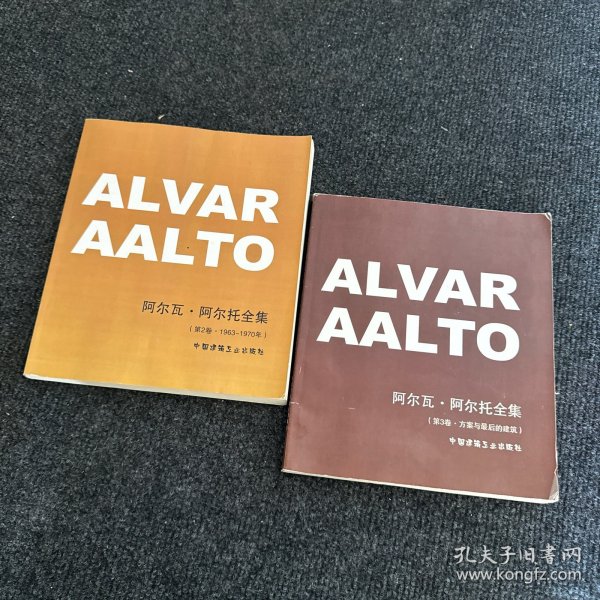 ALVAR
AALTO
阿尔瓦·阿尔托全集
（第2卷·1963-1970年）
中国建筑工业出版社
ALVAR
AALTO
阿尔瓦·阿尔托全集
（第3卷·方案与最后的建筑）
中国建筑工业出版社
孔夫子旧書网
www.kongfz.com